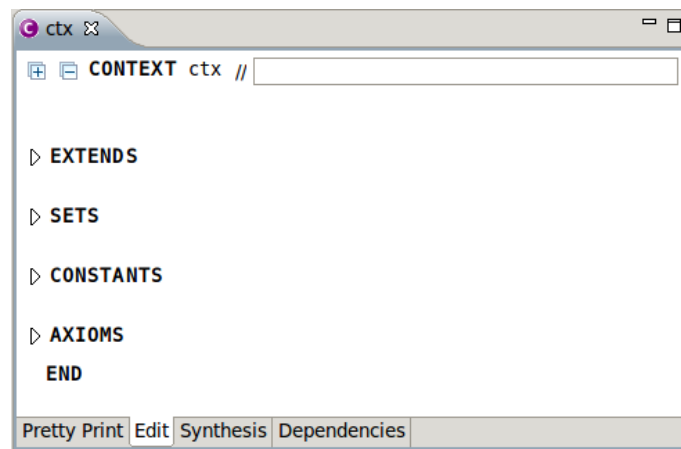 ctx
CONTEXT ctx //
EXTENDS
SETS
CONSTANTS
AXIOMS
END
Pretty Print Edit Synthesis Dependencies